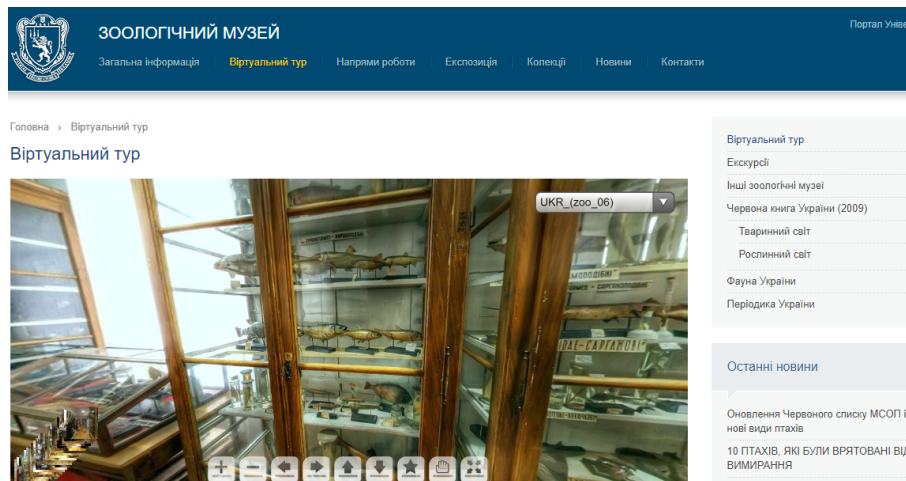 ЗООЛОГІЧНИЙ МУЗЕЙ
Портал Уніве
Загальна інформація
Віртуальний тур
Напрями роботи
Експозиція
Колекції
Новини
Контакти
Головна › Віртуальний тур
Віртуальний тур
UKR_(zoo_06)
Віртуальний тур
Екскурсії
Інші зоологічні музеї
Червона книга України (2009)
Тваринний світ
Рослинний світ
Фауна України
Періодика України
Останні новини
Оновлення Червоного списку МСОП і
нові види птахів
10 ПТАХІВ, ЯКІ БУЛИ ВРЯТОВАНІ ВІД
ВИМИРАННЯ